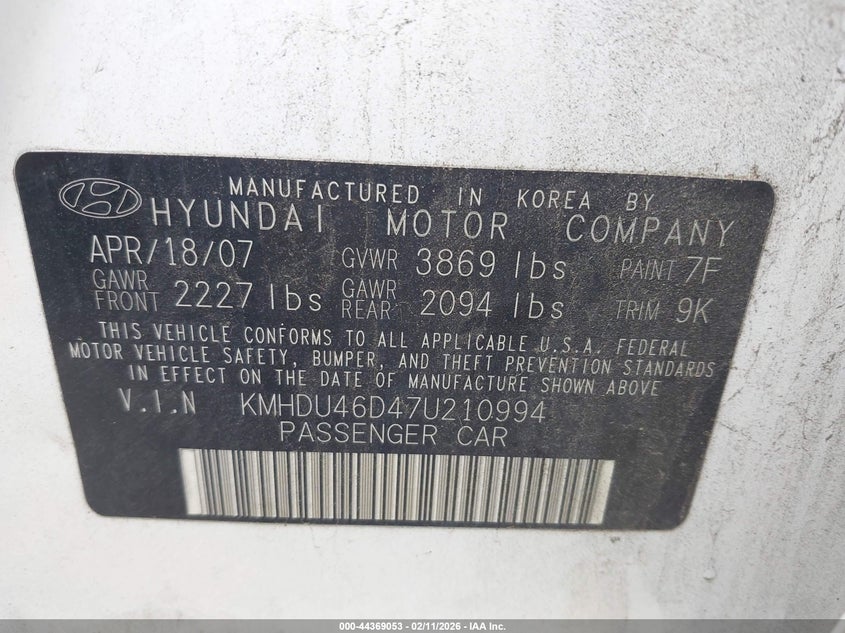 MANUFACTURED IN KOREA BY
HYUNDAI MOTOR COMPANY
APR/18/07 GVWR 3869 lbs PAINT 7F
GAWR FRONT 2227 lbs GAWR REAR 2094 lbs TRIM 9K
THIS VEHICLE CONFORMS TO ALL APPLICABLE U.S.A. FEDERAL
MOTOR VEHICLE SAFETY, BUMPER, AND THEFT PREVENTION STANDARDS
IN EFFECT ON THE DATE OF MANUFACTURE SHOWN ABOVE
V.I.N KMHDU46D47U210994
PASSENGER CAR
000-44369053 - 02/11/2026 - IAA Inc.